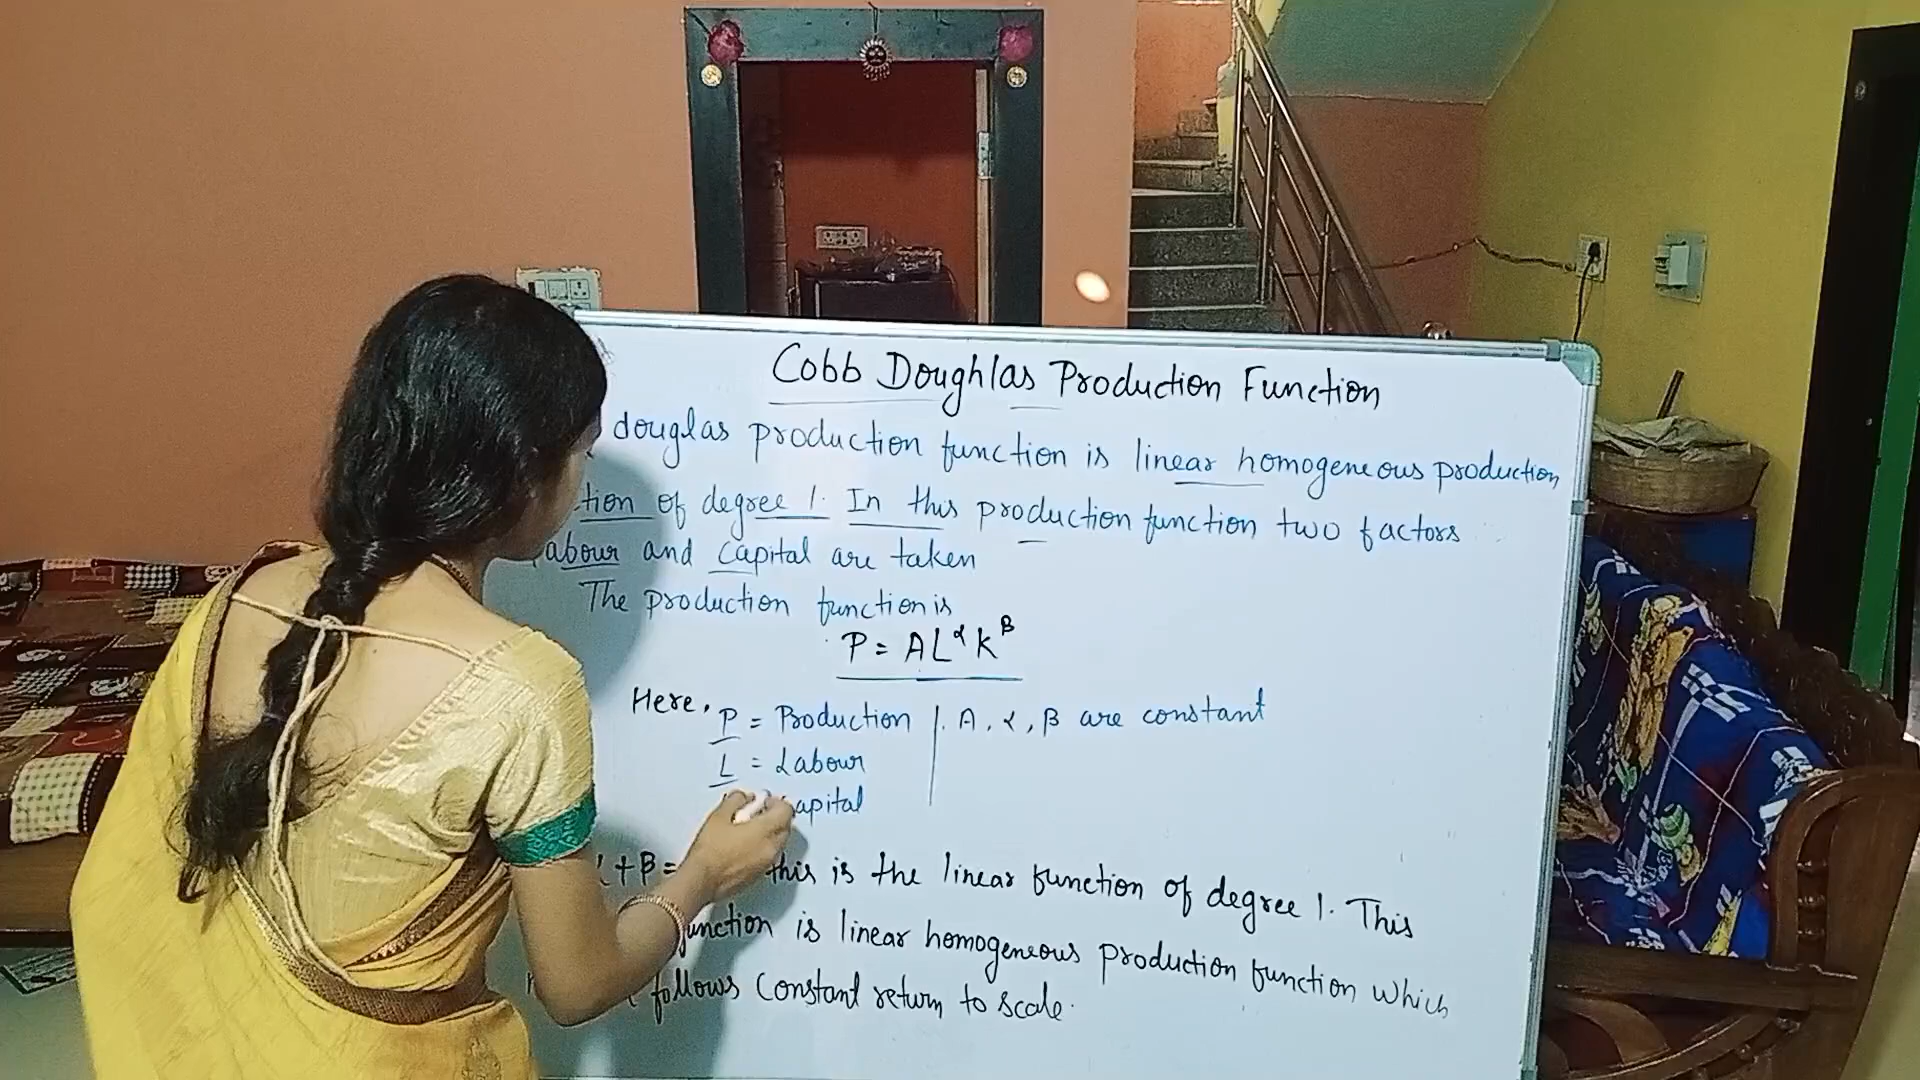 Cobb Doughlas Production Function
douglas production function is linear homogeneous production
tion of degree 1. In this production function two factors
Labour and capital are taken
The production function is
P = AL^α K^β
Here, P = Production | A, α, β are constant
L = Labour
apital
α + β = this is the linear function of degree 1. This
function is linear homogeneous production function which
follows constant return to scale.